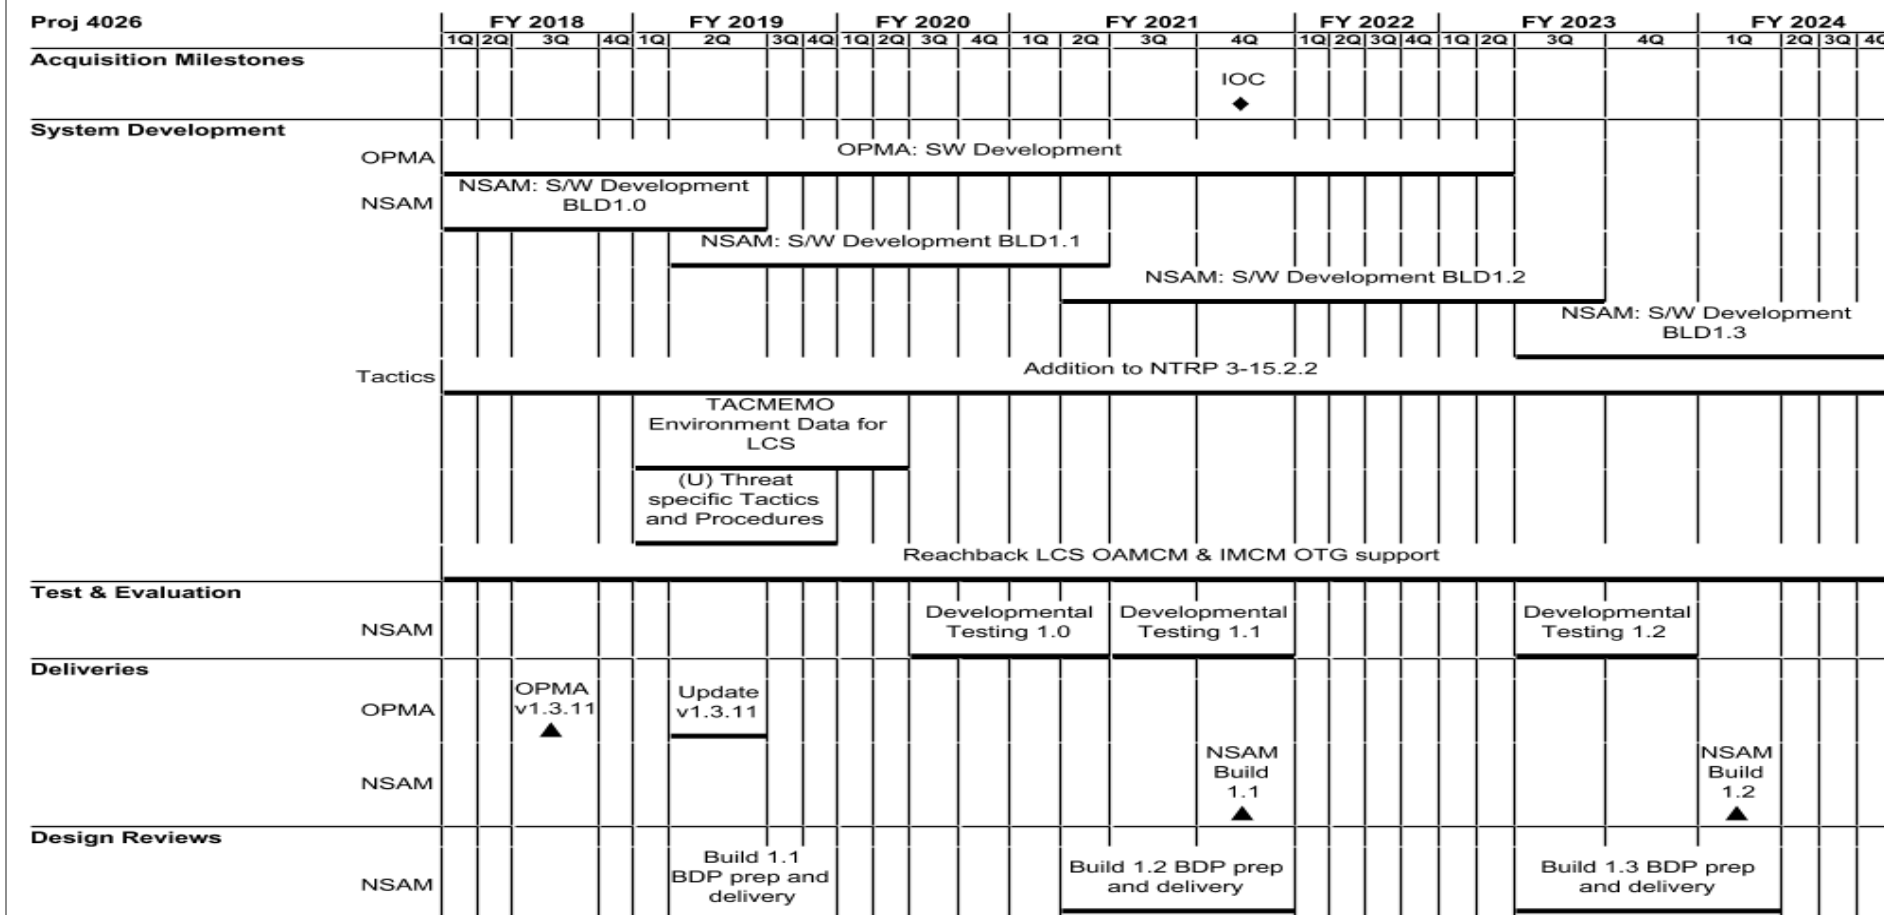 Proj 4026 FY 2018 FY 2019 FY 2020 FY 2021 FY 2022 FY 2023 FY 2024
1Q 2Q 3Q 4Q 1Q 2Q 3Q 4Q 1Q 2Q 3Q 4Q 1Q 2Q 3Q 4Q 1Q 2Q 3Q 4Q 1Q 2Q 3Q 4Q 1Q 2Q 3Q 4Q
Acquisition Milestones
IOC
System Development
OPMA OPMA: SW Development
NSAM NSAM: S/W Development
BLD1.0
NSAM: S/W Development BLD1.1
NSAM: S/W Development BLD1.2
NSAM: S/W Development
BLD1.3
Tactics Addition to NTRP 3-15.2.2
TACMEMO
Environment Data for
LCS
(U) Threat
specific Tactics
and Procedures
Reachback LCS OAMCM & IMCM OTG support
Test & Evaluation
NSAM
Developmental
Testing 1.0
Developmental
Testing 1.1
Developmental
Testing 1.2
Deliveries
OPMA
OPMA
v1.3.11
Update
v1.3.11
NSAM
NSAM
Build
1.1
NSAM
Build
1.2
Design Reviews
NSAM
Build 1.1
BDP prep and
delivery
Build 1.2 BDP prep
and delivery
Build 1.3 BDP prep
and delivery